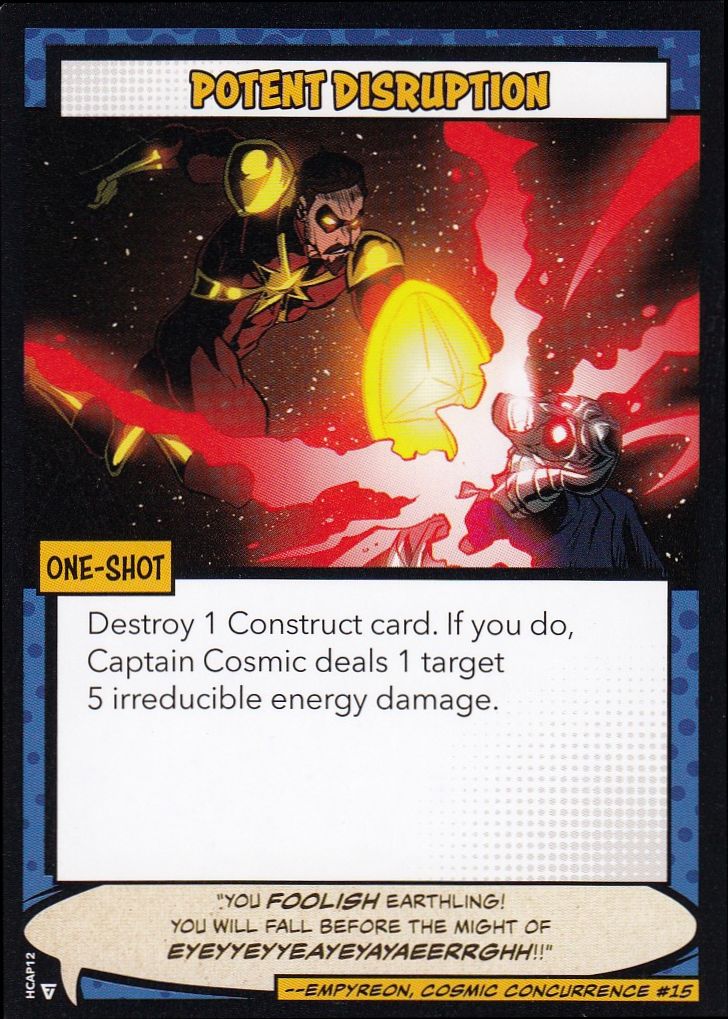 POTENT DISRUPTION
ONE-SHOT
Destroy 1 Construct card. If you do,
Captain Cosmic deals 1 target
5 irreducible energy damage.
"YOU FOOLISH EARTHLING!
YOU WILL FALL BEFORE THE MIGHT OF
EYEYYEYYEAYEYAYAEERRGHH!!"
--EMPYREON, COSMIC CONCURRENCE #15
HCAP12